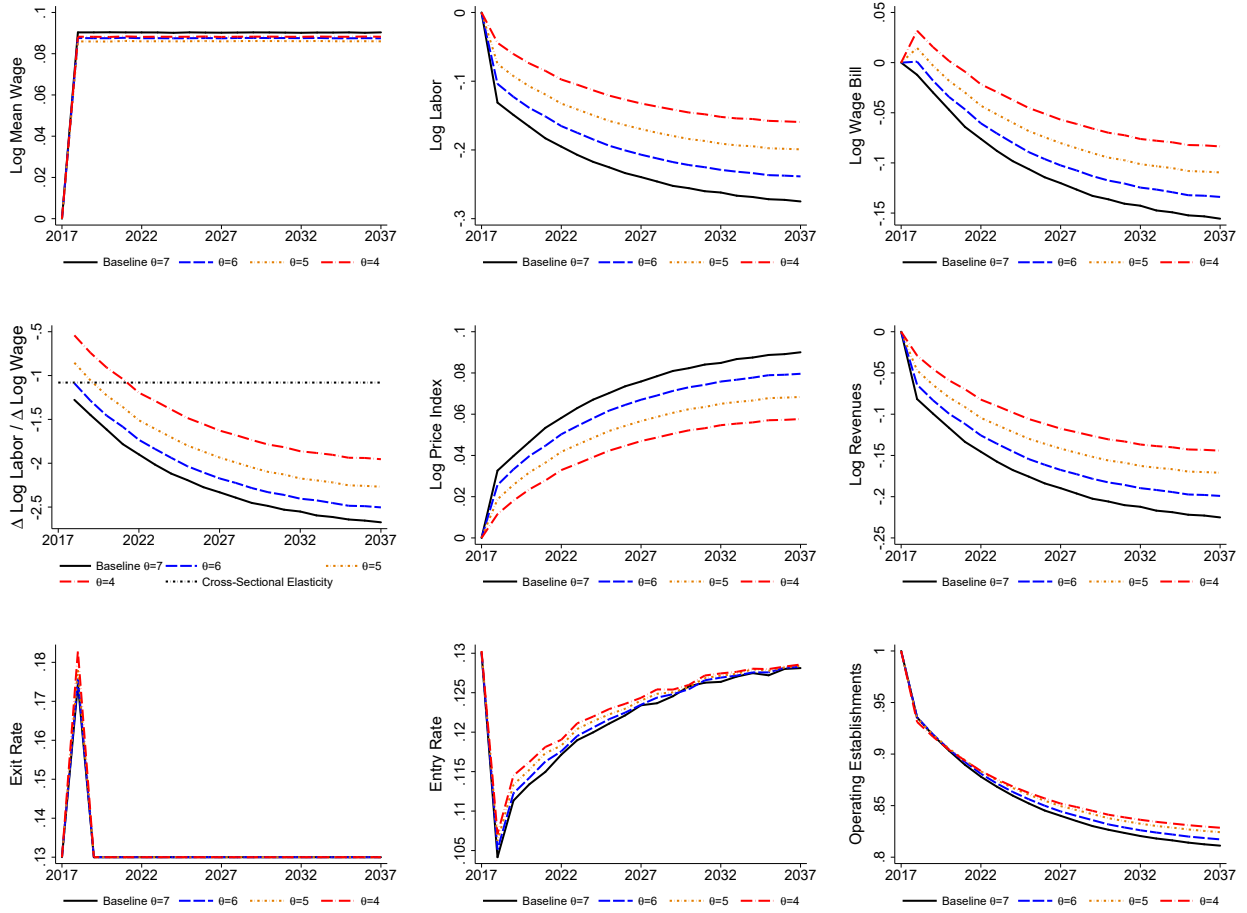 Log Mean Wage
.1
.08
.06
.04
.02
0
2017 2022 2027 2032 2037
Baseline θ=7 θ=6 θ=5 θ=4
Log Labor
0
-.1
-.2
-.3
2017 2022 2027 2032 2037
Baseline θ=7 θ=6 θ=5 θ=4
Log Wage Bill
.05
0
-.05
-.1
-.15
2017 2022 2027 2032 2037
Baseline θ=7 θ=6 θ=5 θ=4
Δ Log Labor / Δ Log Wage
-.5
-1
-1.5
-2
-2.5
2017 2022 2027 2032 2037
Baseline θ=7 θ=6 θ=5
θ=4 Cross-Sectional Elasticity
Log Price Index
.1
.08
.06
.04
.02
0
2017 2022 2027 2032 2037
Baseline θ=7 θ=6 θ=5 θ=4
Log Revenues
0
-.05
-.1
-.15
-.2
-.25
2017 2022 2027 2032 2037
Baseline θ=7 θ=6 θ=5 θ=4
Exit Rate
.18
.17
.16
.15
.14
.13
2017 2022 2027 2032 2037
Baseline θ=7 θ=6 θ=5 θ=4
Entry Rate
.13
.125
.12
.115
.11
.105
2017 2022 2027 2032 2037
Baseline θ=7 θ=6 θ=5 θ=4
Operating Establishments
1
.95
.9
.85
.8
2017 2022 2027 2032 2037
Baseline θ=7 θ=6 θ=5 θ=4